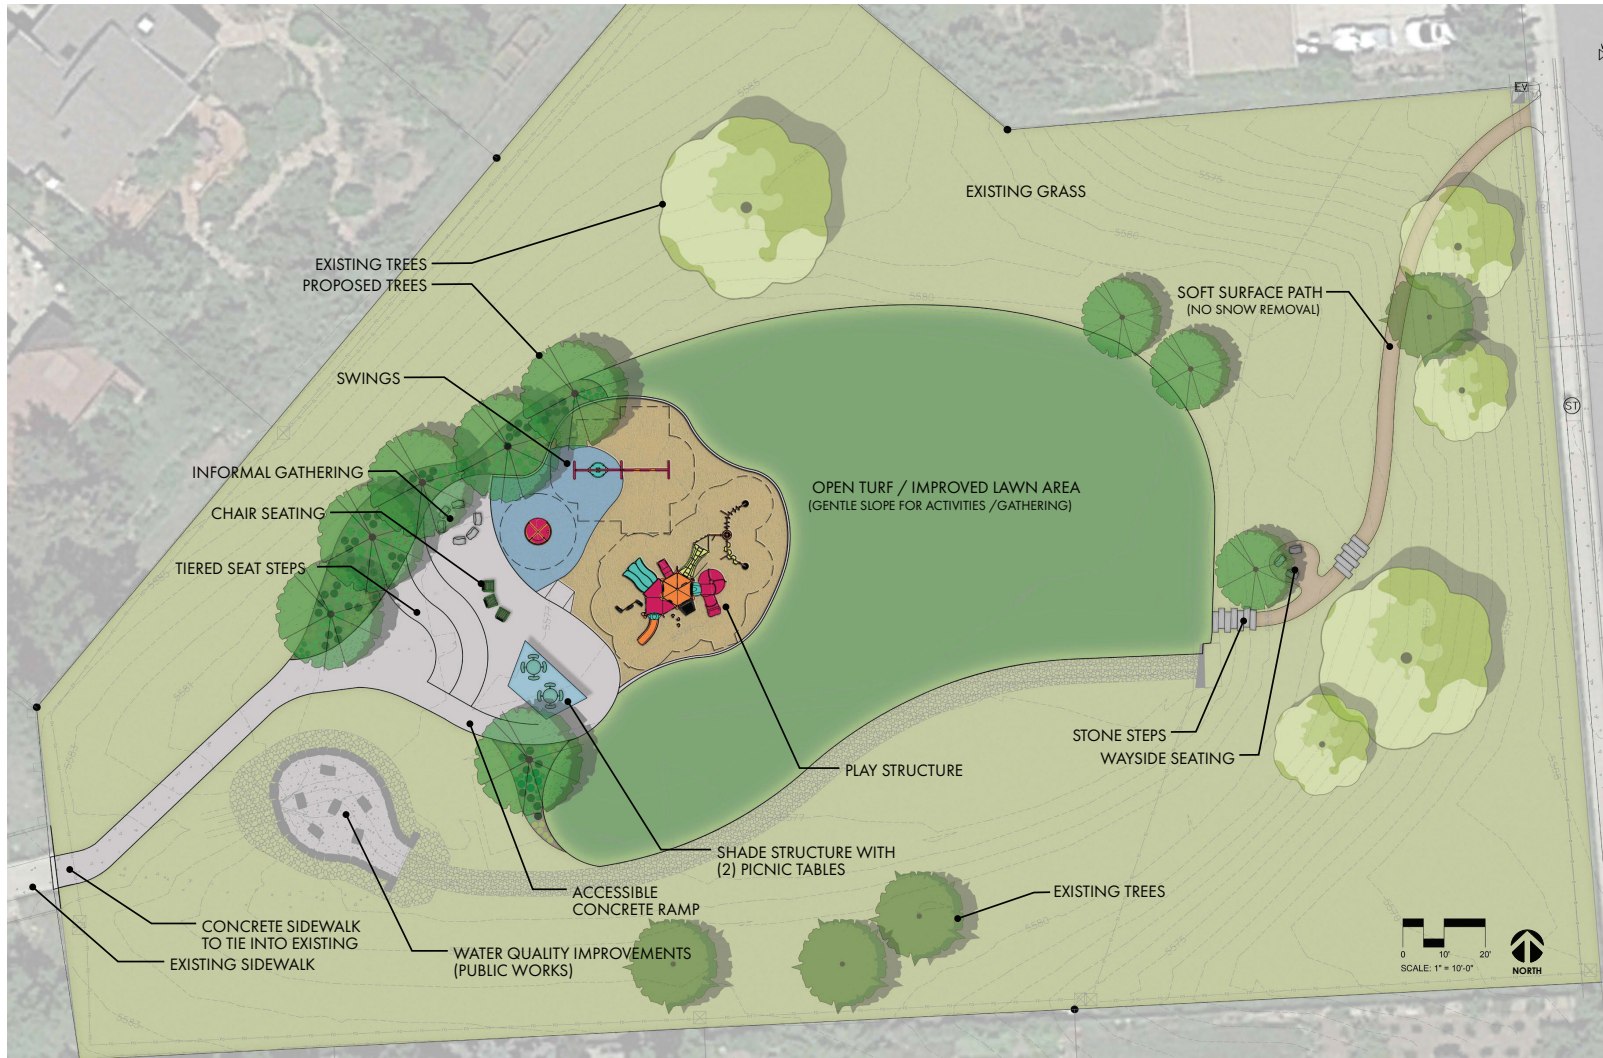 EXISTING GRASS
EXISTING TREES
PROPOSED TREES
SOFT SURFACE PATH
(NO SNOW REMOVAL)
SWINGS
ST
INFORMAL GATHERING
OPEN TURF / IMPROVED LAWN AREA
(GENTLE SLOPE FOR ACTIVITIES /GATHERING)
CHAIR SEATING
TIERED SEAT STEPS
STONE STEPS
WAYSIDE SEATING
PLAY STRUCTURE
SHADE STRUCTURE WITH
(2) PICNIC TABLES
ACCESSIBLE
CONCRETE RAMP
EXISTING TREES
CONCRETE SIDEWALK
TO TIE INTO EXISTING
EXISTING SIDEWALK
WATER QUALITY IMPROVEMENTS
(PUBLIC WORKS)
0 10' 20'
SCALE: 1" = 10'-0"
NORTH